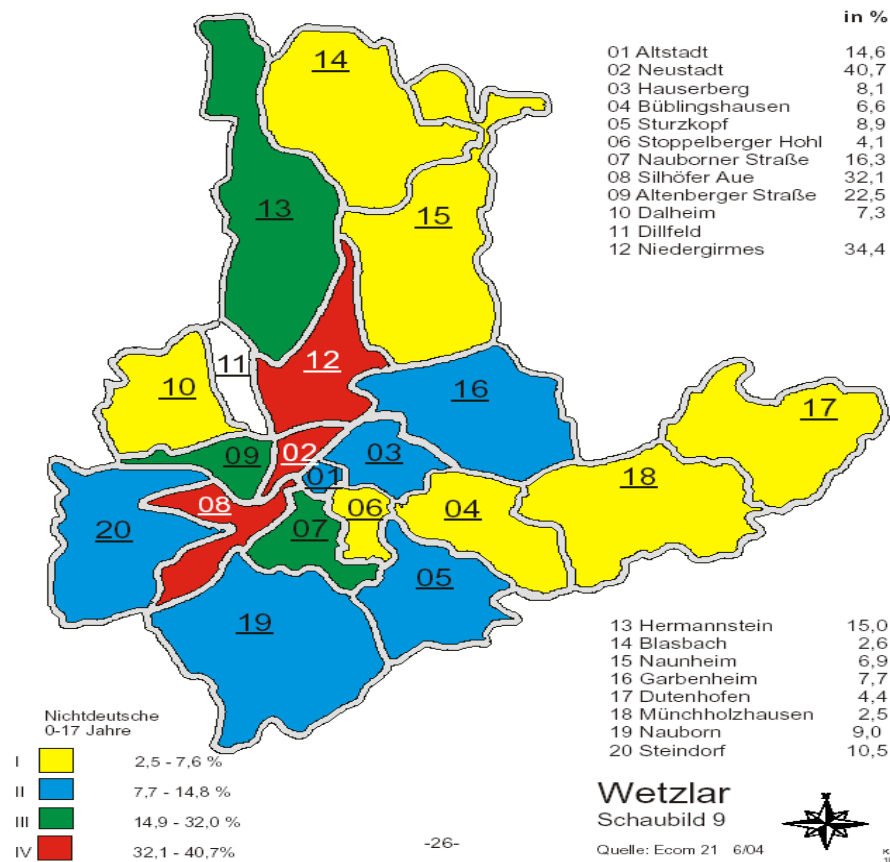 in %
01 Altstadt 14,6
02 Neustadt 40,7
03 Hauserberg 8,1
04 Büblingshausen 6,6
05 Sturzkopf 8,9
06 Stoppelberger Hohl 4,1
07 Nauborner Straße 16,3
08 Silhöfer Aue 32,1
09 Altenberger Straße 22,5
10 Dalheim 7,3
11 Dillfeld
12 Niedergirmes 34,4
14
13
15
12
11
10
16
17
02
03
09
01
18
08
06
04
20
07
05
19
13 Hermannstein 15,0
14 Blasbach 2,6
15 Naunheim 6,9
16 Garbenheim 7,7
17 Dutenhofen 4,4
18 Münchholzhausen 2,5
19 Nauborn 9,0
20 Steindorf 10,5
Nichtdeutsche
0-17 Jahre
I 2,5 - 7,6 %
II 7,7 - 14,8 %
III 14,9 - 32,0 %
IV 32,1 - 40,7%
-26-
Wetzlar
Schaubild 9
Quelle: Ecom 21 6/04